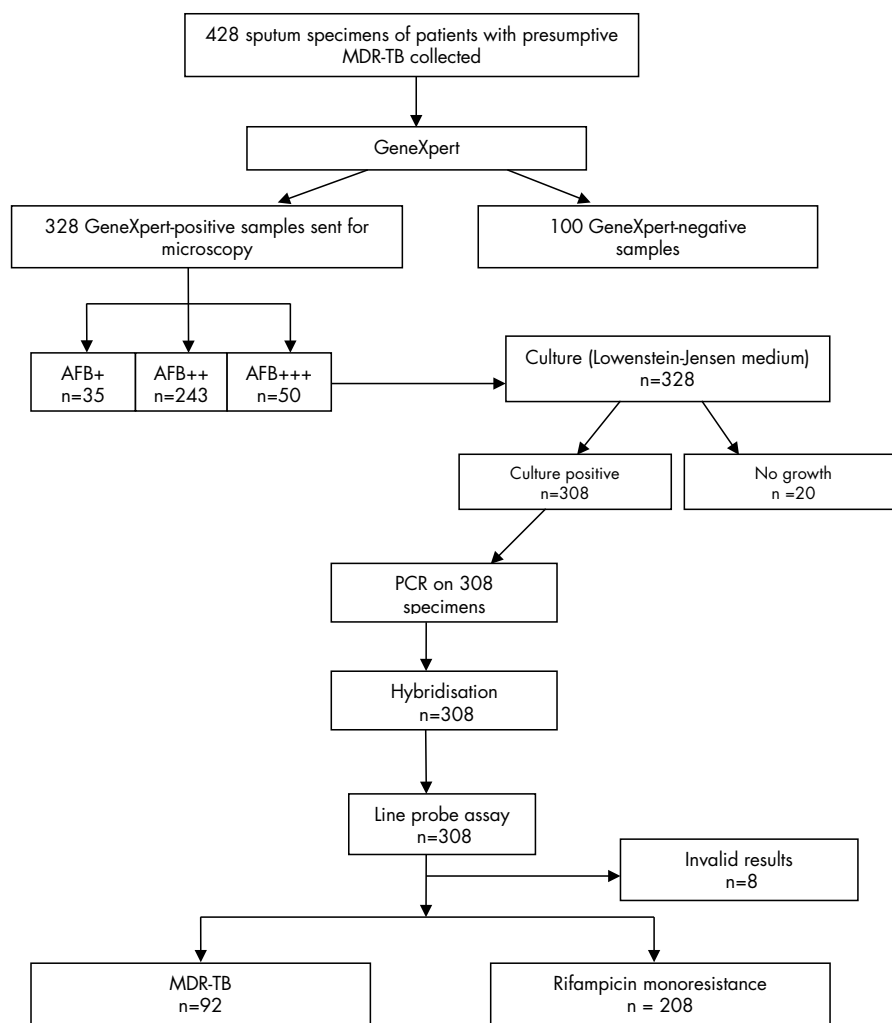 428 sputum specimens of patients with presumptive
MDR-TB collected
GeneXpert
328 GeneXpert-positive samples sent for
microscopy
100 GeneXpert-negative
samples
AFB+
n=35
AFB++
n=243
AFB+++
n=50
Culture (Lowenstein-Jensen medium)
n=328
Culture positive
n=308
No growth
n =20
PCR on 308
specimens
Hybridisation
n=308
Line probe assay
n=308
Invalid results
n=8
MDR-TB
n=92
Rifampicin monoresistance
n = 208